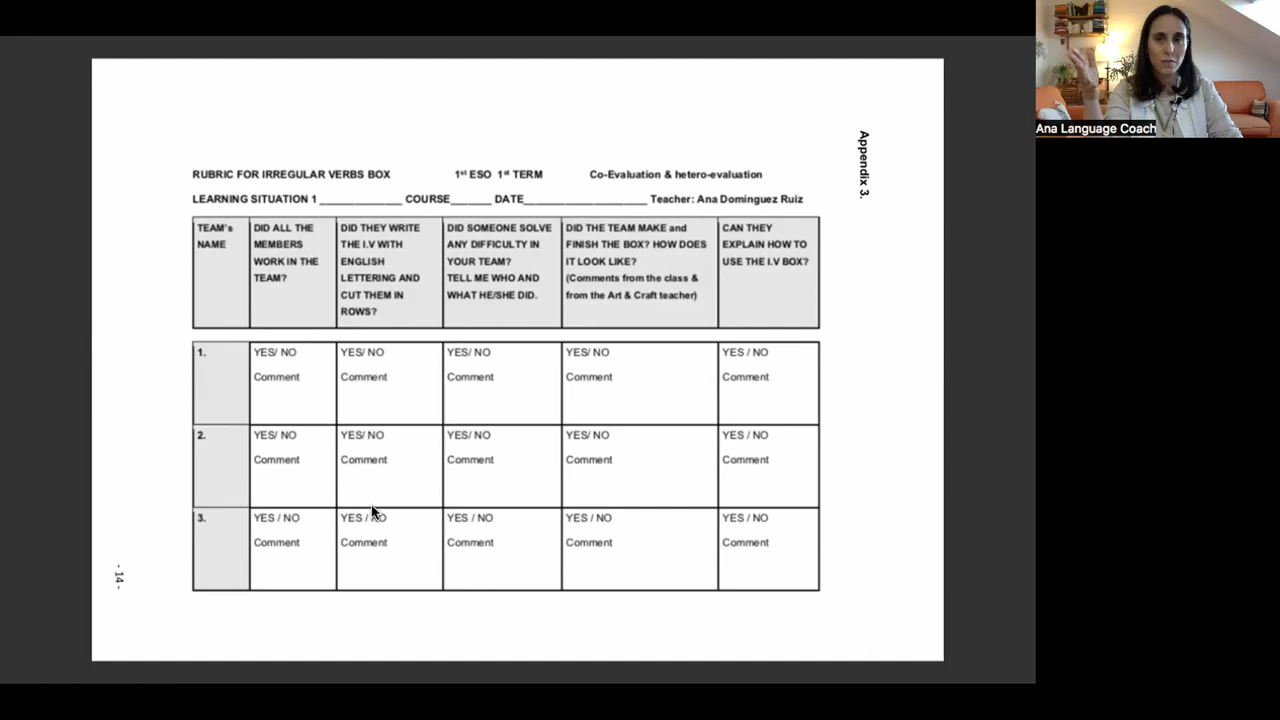 Ana Language Coach
Appendix 3.
RUBRIC FOR IRREGULAR VERBS BOX 1st ESO 1st TERM Co-Evaluation & hetero-evaluation
LEARNING SITUATION 1 ______________ COURSE_______ DATE_____________________ Teacher: Ana Domínguez Ruiz
TEAM's
NAME
DID ALL THE
MEMBERS
WORK IN THE
TEAM?
DID THEY WRITE
THE I.V WITH
ENGLISH
LETTERING AND
CUT THEM IN
ROWS?
DID SOMEONE SOLVE
ANY DIFFICULTY IN
YOUR TEAM?
TELL ME WHO AND
WHAT HE/SHE DID.
DID THE TEAM MAKE and
FINISH THE BOX? HOW DOES
IT LOOK LIKE?
(Comments from the class &
from the Art & Craft teacher)
CAN THEY
EXPLAIN HOW TO
USE THE I.V BOX?
1. YES/ NO YES/ NO YES/ NO YES/ NO YES / NO
Comment Comment Comment Comment Comment
2. YES/ NO YES/ NO YES/ NO YES/ NO YES / NO
Comment Comment Comment Comment Comment
3. YES / NO YES / NO YES / NO YES / NO YES / NO
Comment Comment Comment Comment Comment
- 14 -